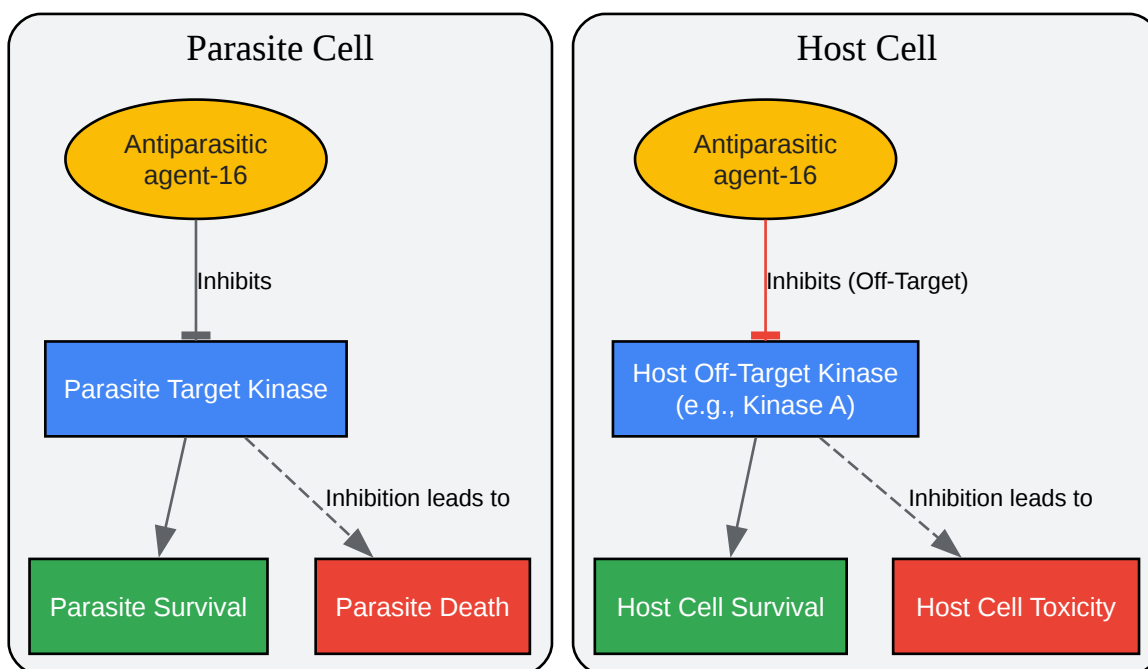 Parasite Cell
Antiparasitic
agent-16
Inhibits
Parasite Target Kinase
Inhibition leads to
Parasite Survival
Parasite Death
Host Cell
Antiparasitic
agent-16
Inhibits (Off-Target)
Host Off-Target Kinase
(e.g., Kinase A)
Inhibition leads to
Host Cell Survival
Host Cell Toxicity